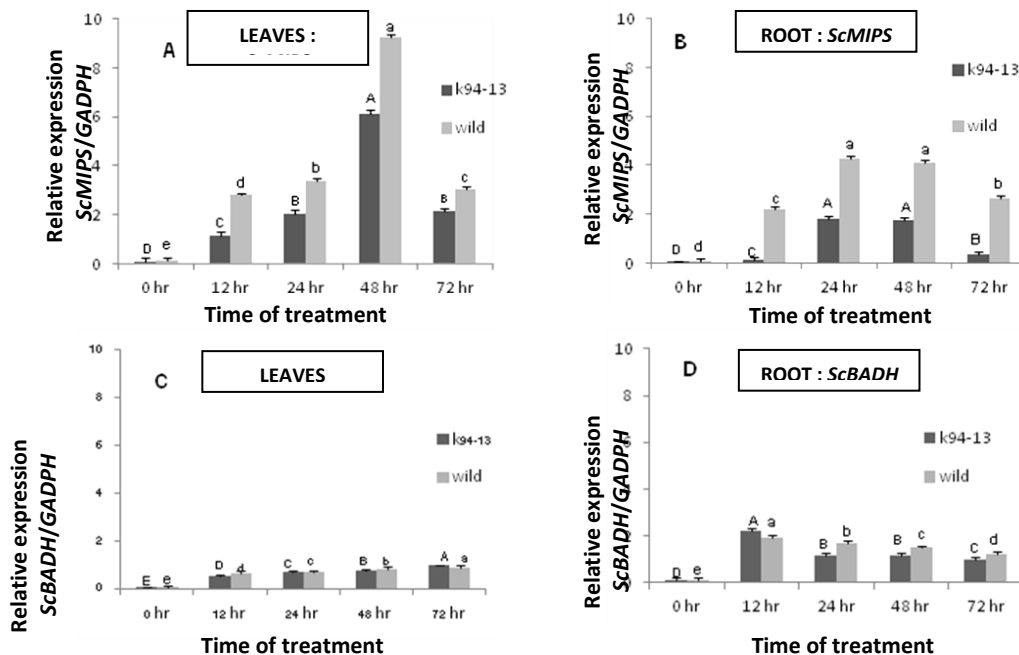 A
LEAVES :
Relative expression
ScMIPS/GADPH
10
8
6
4
2
0
k94-13
wild
D e C d B b A a B c
0 hr 12 hr 24 hr 48 hr 72 hr
Time of treatment
B
ROOT : ScMIPS
Relative expression
ScMIPS/GADPH
10
8
6
4
2
0
k94-13
wild
D d C c A a A a B b
0 hr 12 hr 24 hr 48 hr 72 hr
Time of treatment
C
LEAVES
Relative expression
ScBADH/GADPH
10
8
6
4
2
0
k94-13
wild
E e D d C c B b A a
0 hr 12 hr 24 hr 48 hr 72 hr
Time of treatment
D
ROOT : ScBADH
Relative expression
ScBADH/GADPH
10
8
6
4
2
0
k94-13
wild
D e A a B b B c C d
0 hr 12 hr 24 hr 48 hr 72 hr
Time of treatment